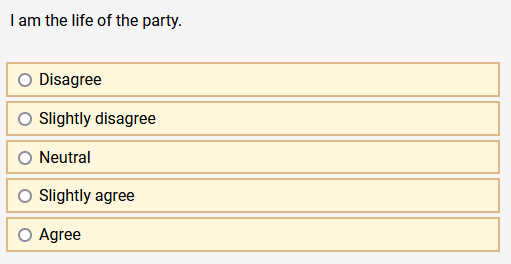 I am the life of the party.
Disagree
Slightly disagree
Neutral
Slightly agree
Agree